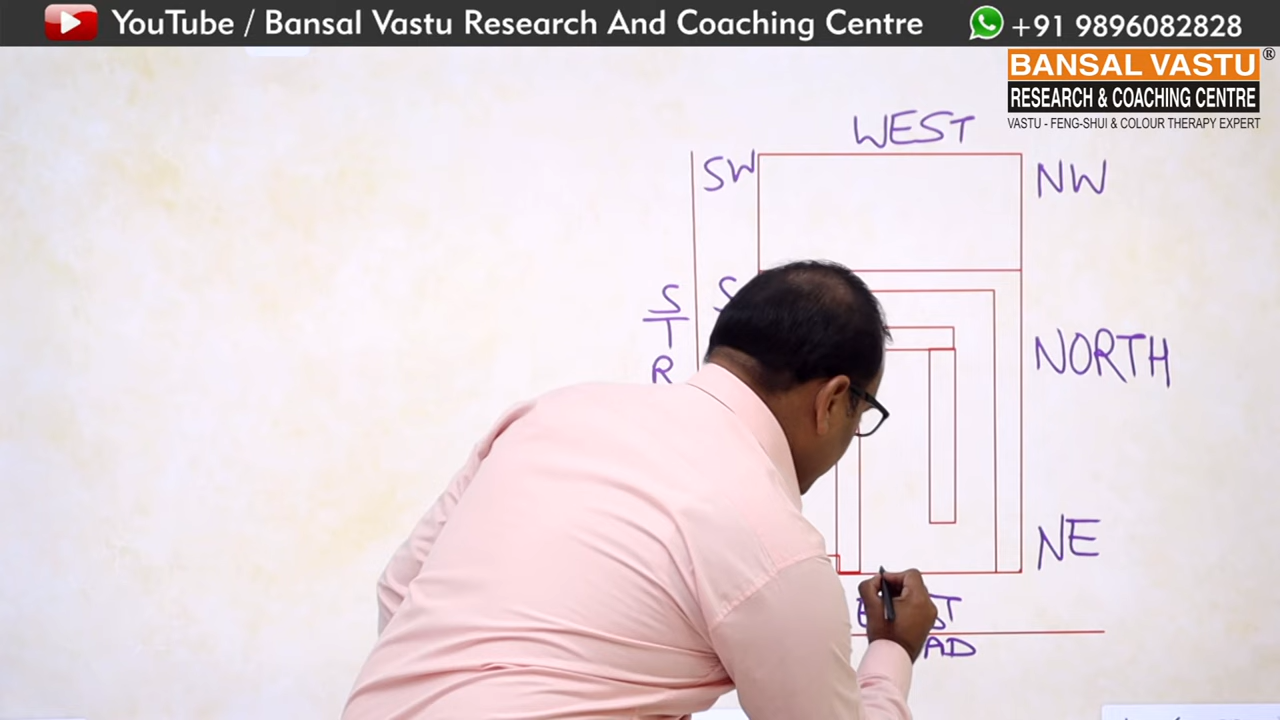 YouTube / Bansal Vastu Research And Coaching Centre
+91 9896082828
BANSAL VASTU®
RESEARCH & COACHING CENTRE
VASTU - FENG-SHUI & COLOUR THERAPY EXPERT
WEST
SW
NW
S
S
T
R
NORTH
NE